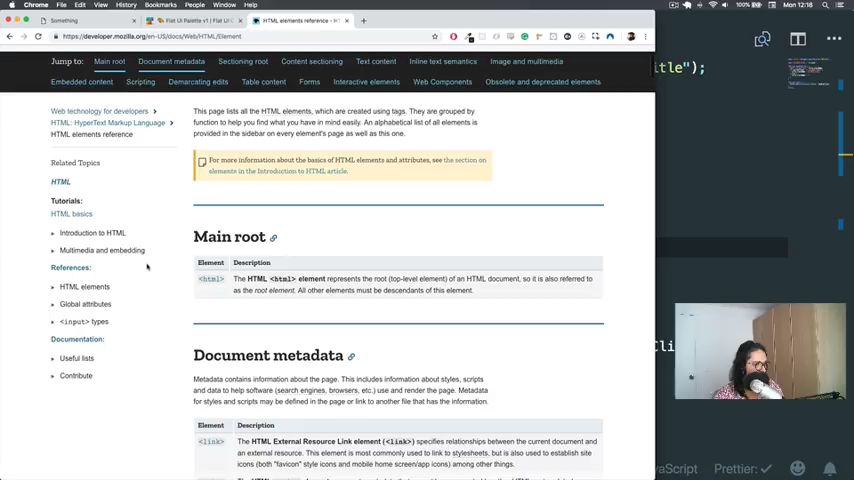 Chrome File Edit View History Bookmarks People Window Help 100% Mon 12:18
Something
Flat UI Palette v1 | Flat UI C
HTML elements reference - H
https://developer.mozilla.org/en-US/docs/Web/HTML/Element
Jump to: Main root Document metadata Sectioning root Content sectioning Text content Inline text semantics Image and multimedia
Embedded content Scripting Demarcating edits Table content Forms Interactive elements Web Components Obsolete and deprecated elements
Web technology for developers
HTML: HyperText Markup Language
HTML elements reference
Related Topics
HTML
Tutorials:
HTML basics
Introduction to HTML
Multimedia and embedding
References:
HTML elements
Global attributes
<input> types
Documentation:
Useful lists
Contribute
This page lists all the HTML elements, which are created using tags. They are grouped by
function to help you find what you have in mind easily. An alphabetical list of all elements is
provided in the sidebar on every element's page as well as this one.
For more information about the basics of HTML elements and attributes, see the section on
elements in the Introduction to HTML article.
Main root
Element Description
<html> The HTML <html> element represents the root (top-level element) of an HTML document, so it is also referred to
as the root element. All other elements must be descendants of this element.
Document metadata
Metadata contains information about the page. This includes information about styles, scripts
and data to help software (search engines, browsers, etc.) use and render the page. Metadata
for styles and scripts may be defined in the page or link to another file that has the information.
Element Description
<link> The HTML External Resource Link element (<link>) specifies relationships between the current document and
an external resource. This element is most commonly used to link to stylesheets, but is also used to establish site
icons (both "favicon" style icons and mobile home screen/app icons) among other things.
itle");
Cli
vaScript Prettier: